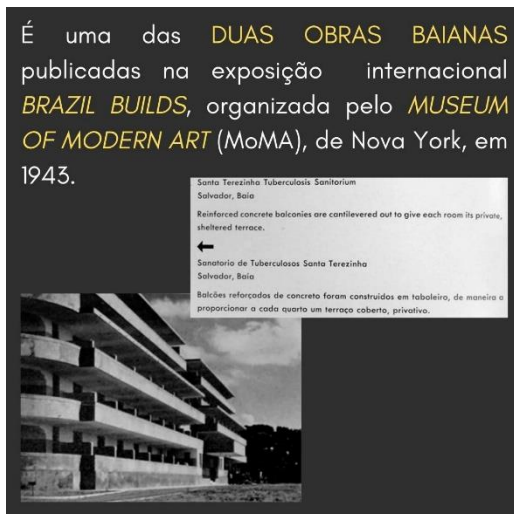 É uma das DUAS OBRAS BAIANAS
publicadas na exposição internacional
BRAZIL BUILDS, organizada pelo MUSEUM
OF MODERN ART (MoMA), de Nova York, em
1943.
Santa Terezinha Tuberculosis Sanitorium
Salvador, Baía
Reinforced concrete balconies are cantilevered out to give each room its private,
sheltered terrace.
Sanatorio de Tuberculosos Santa Terezinha
Salvador, Baía
Balcões reforçados de concreto foram construidos em taboleiro, de maneira a
proporcionar a cada quarto um terraço coberto, privativo.